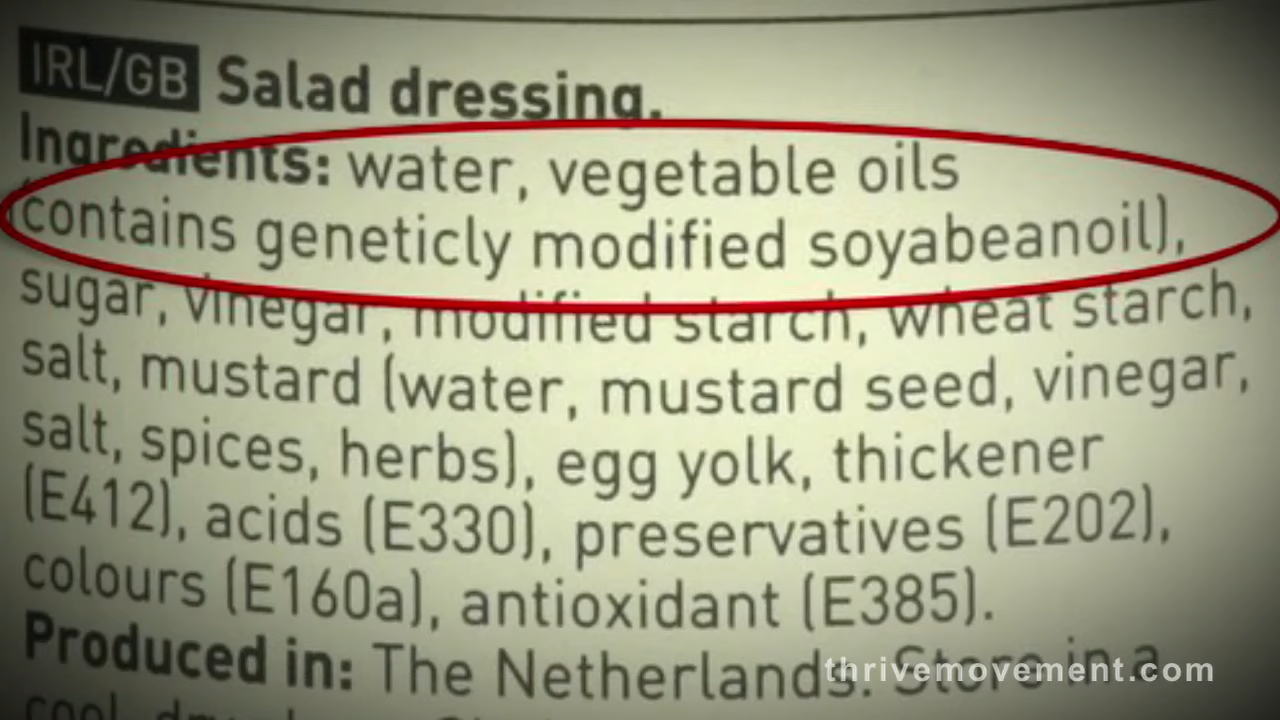 IRL/GB Salad dressing.
Ingredients: water, vegetable oils
(contains geneticly modified soyabeanoil),
sugar, vinegar, modified starch, wheat starch,
salt, mustard (water, mustard seed, vinegar,
salt, spices, herbs), egg yolk, thickener
(E412), acids (E330), preservatives (E202),
colours (E160a), antioxidant (E385).
Produced in: The Netherlands. Store in a
thrivemovement.com